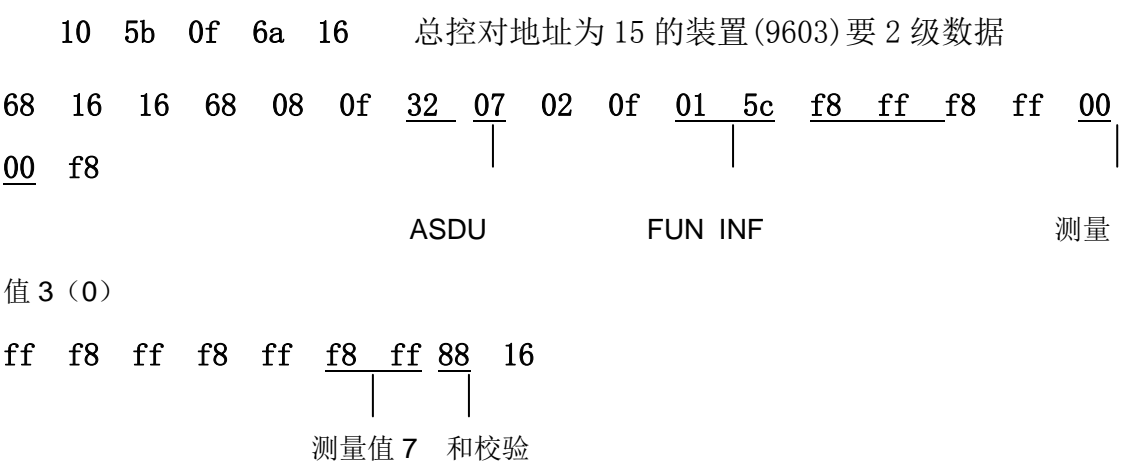 10 5b 0f 6a 16 总控对地址为 15 的装置(9603)要 2 级数据
68 16 16 68 08 0f 32 07 02 0f 01 5c f8 ff f8 ff 00
00 f8
ASDU FUN INF 测量
值 3（0）
ff f8 ff f8 ff f8 ff 88 16
测量值 7 和校验